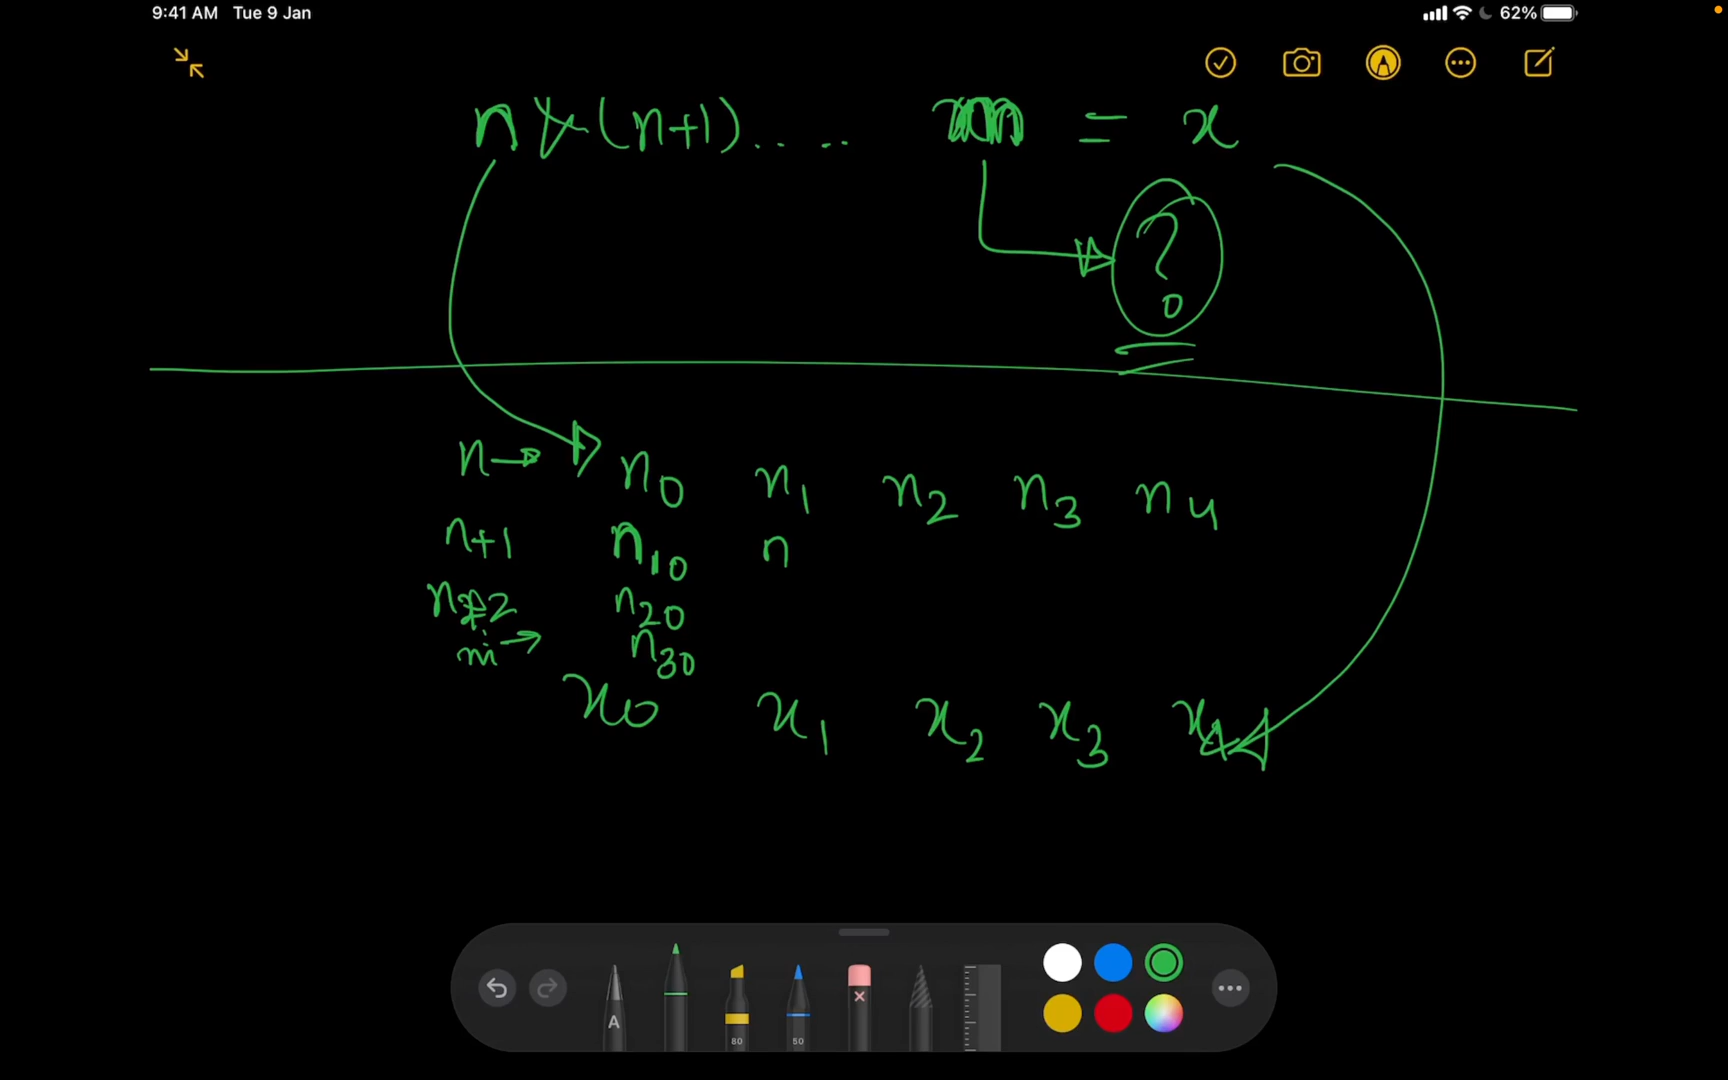 9:41 AM Tue 9 Jan 62%
n * (n+1)..... = x
?
n → n0 n1 n2 n3 n4
n+1 n10 n
n+2 n20
n30
x0 x1 x2 x3 x4
A 80 50